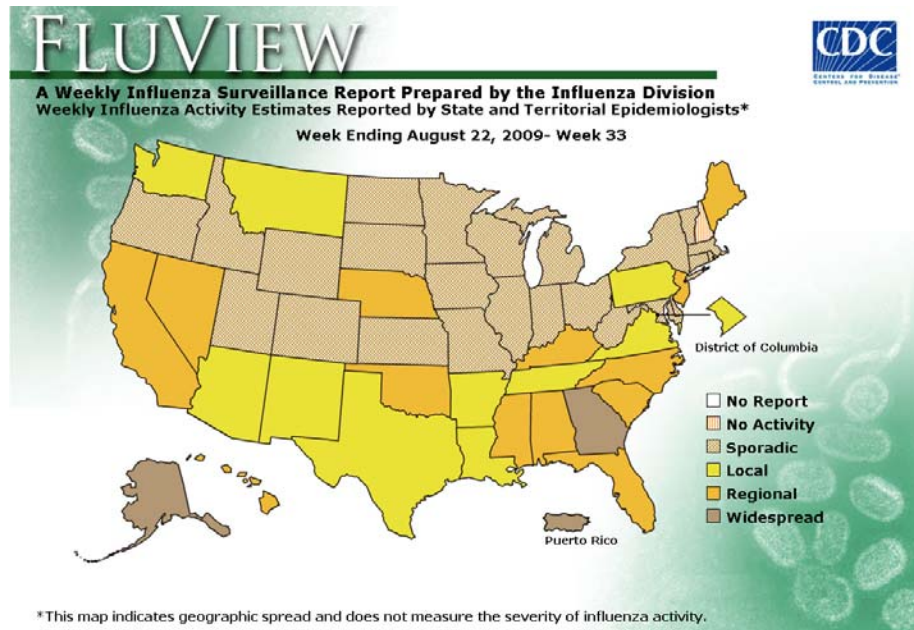 FLUVIEW
CDC
CENTERS FOR DISEASE
CONTROL AND PREVENTION
A Weekly Influenza Surveillance Report Prepared by the Influenza Division
Weekly Influenza Activity Estimates Reported by State and Territorial Epidemiologists*
Week Ending August 22, 2009- Week 33
District of Columbia
No Report
No Activity
Sporadic
Local
Regional
Widespread
Puerto Rico
*This map indicates geographic spread and does not measure the severity of influenza activity.